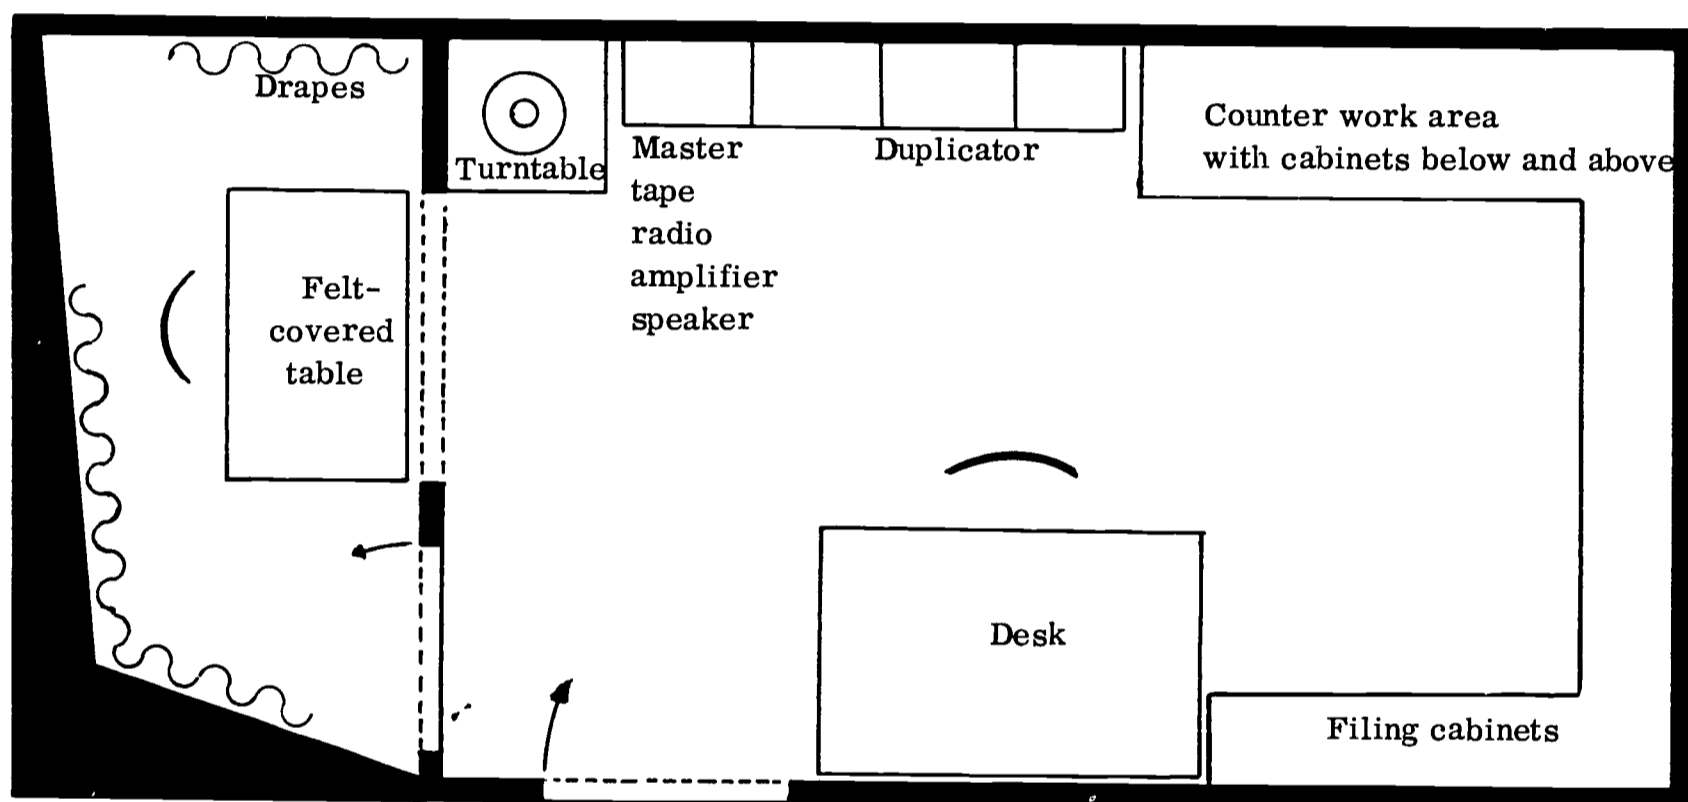 Drapes
Turntable
Master
tape
radio
amplifier
speaker
Duplicator
Counter work area
with cabinets below and above
Felt-
covered
table
Desk
Filing cabinets